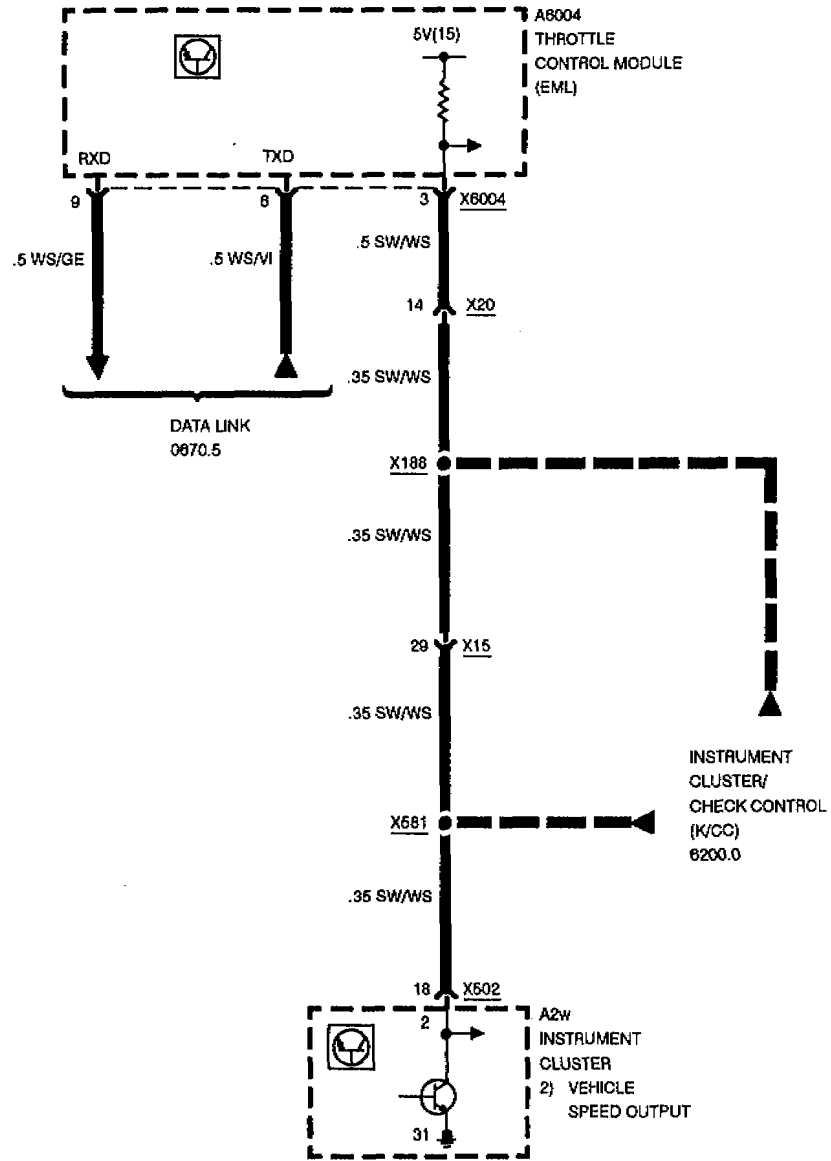 A6004
THROTTLE
CONTROL MODULE
(EML)
5V(15)
RXD
TXD
9
6
3
X6004
.5 WS/GE
.5 WS/VI
.5 SW/WS
14
X20
.35 SW/WS
DATA LINK
0670.5
X188
.35 SW/WS
29
X15
.35 SW/WS
INSTRUMENT
CLUSTER/
CHECK CONTROL
(K/CC)
6200.0
X581
.35 SW/WS
18
X602
2
A2w
INSTRUMENT
CLUSTER
2) VEHICLE
SPEED OUTPUT
31